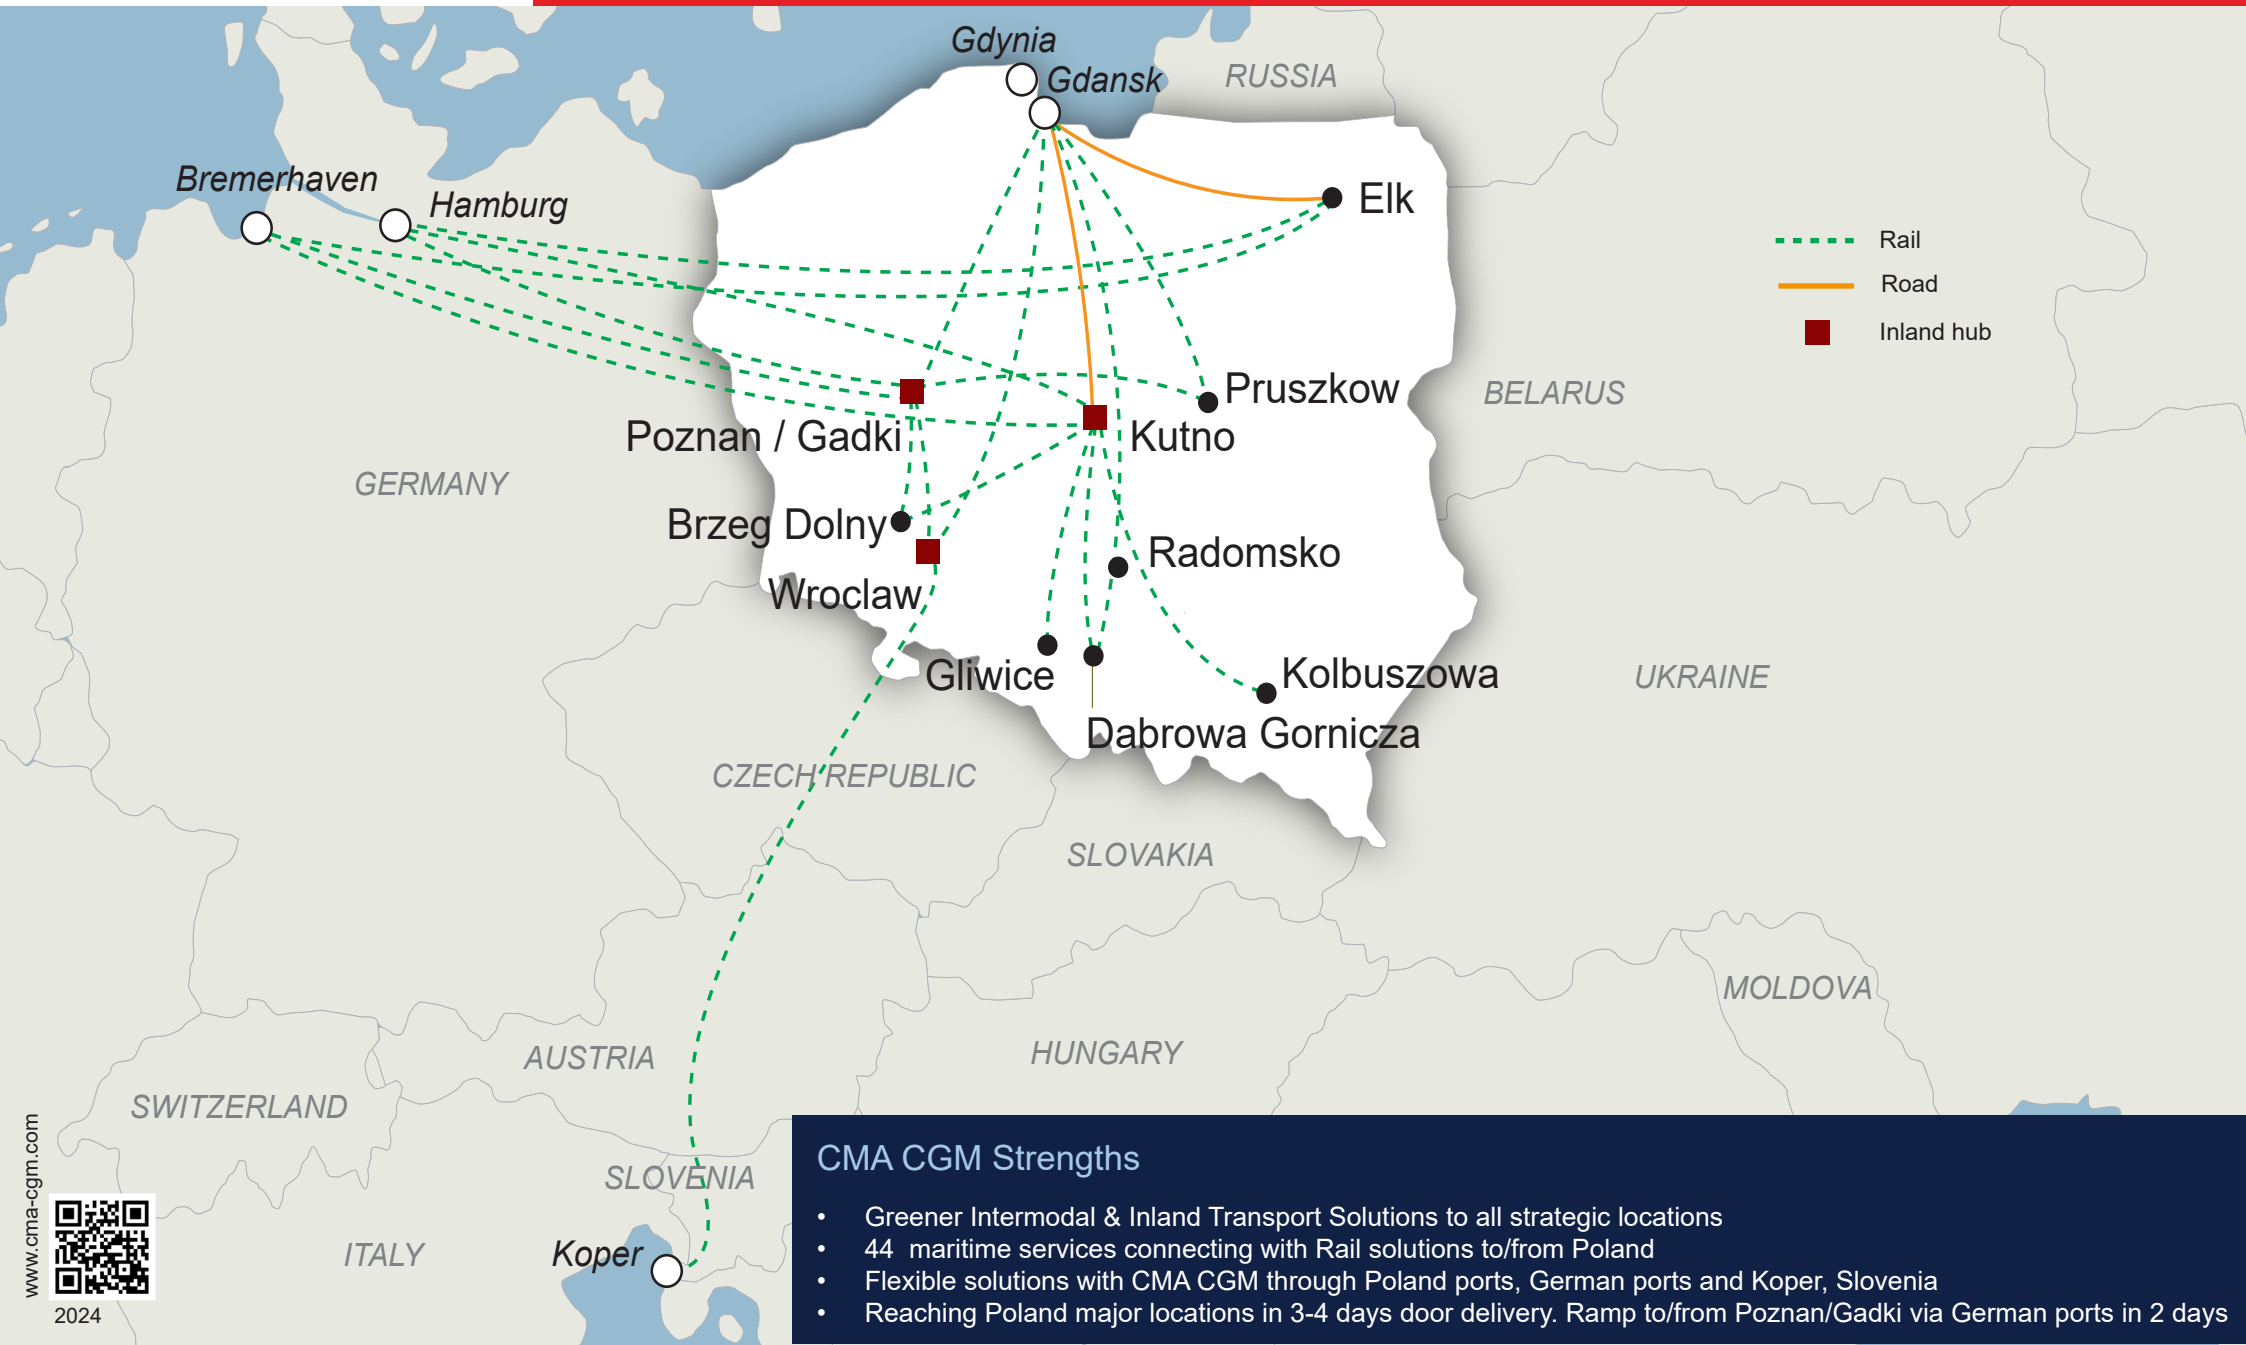 Gdynia
Gdansk
RUSSIA
Bremerhaven
Hamburg
Elk
Rail
Road
Inland hub
Pruszkow
BELARUS
Poznan / Gadki
Kutno
GERMANY
Brzeg Dolny
Radomsko
Wroclaw
Gliwice
Kolbuszowa
UKRAINE
Dabrowa Gornicza
CZECH REPUBLIC
SLOVAKIA
MOLDOVA
AUSTRIA
HUNGARY
SWITZERLAND
SLOVENIA
ITALY
Koper
www.cma-cgm.com
2024
CMA CGM Strengths
• Greener Intermodal & Inland Transport Solutions to all strategic locations
• 44 maritime services connecting with Rail solutions to/from Poland
• Flexible solutions with CMA CGM through Poland ports, German ports and Koper, Slovenia
• Reaching Poland major locations in 3-4 days door delivery. Ramp to/from Poznan/Gadki via German ports in 2 days